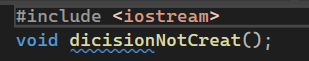 #include <iostream>
void dicisionNotCreat();